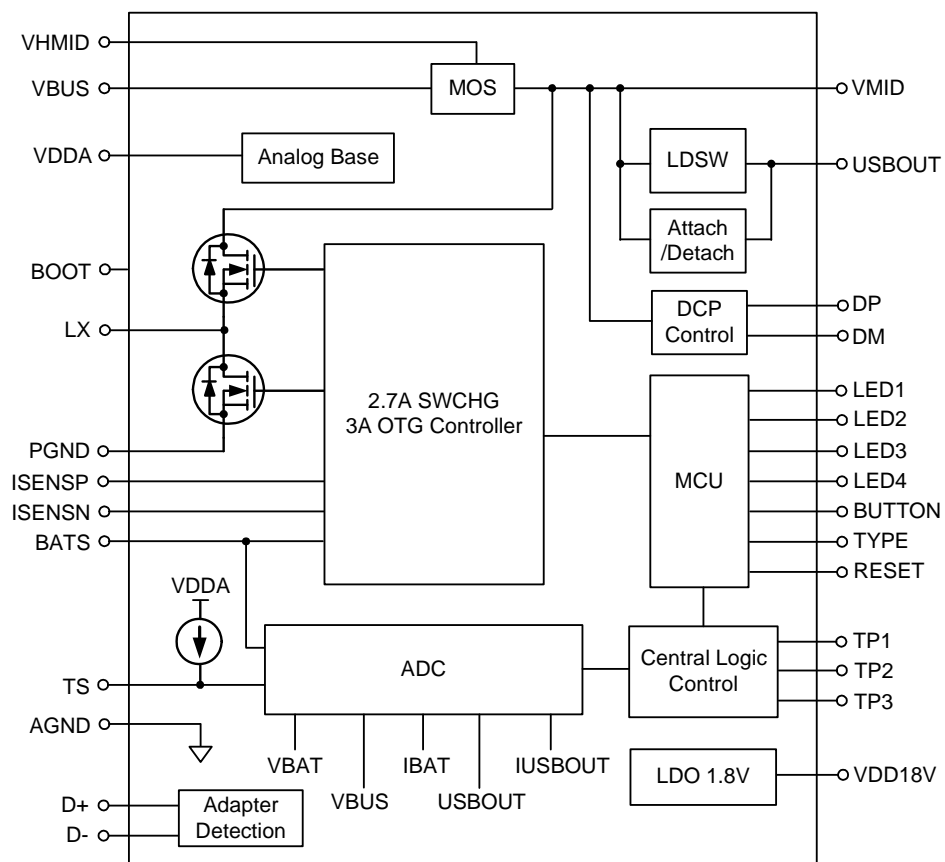 VHMID
VBUS
MOS
VMID
VDDA
Analog Base
LDSW
USBOUT
Attach
/Detach
BOOT
LX
DCP
Control
DP
DM
2.7A SWCHG
3A OTG Controller
MCU
LED1
LED2
LED3
LED4
BUTTON
TYPE
RESET
PGND
ISENSP
ISENSN
BATS
VDDA
TS
ADC
Central Logic
Control
TP1
TP2
TP3
AGND
VBAT
VBUS
IBAT
USBOUT
IUSBOUT
LDO 1.8V
VDD18V
D+
D-
Adapter
Detection